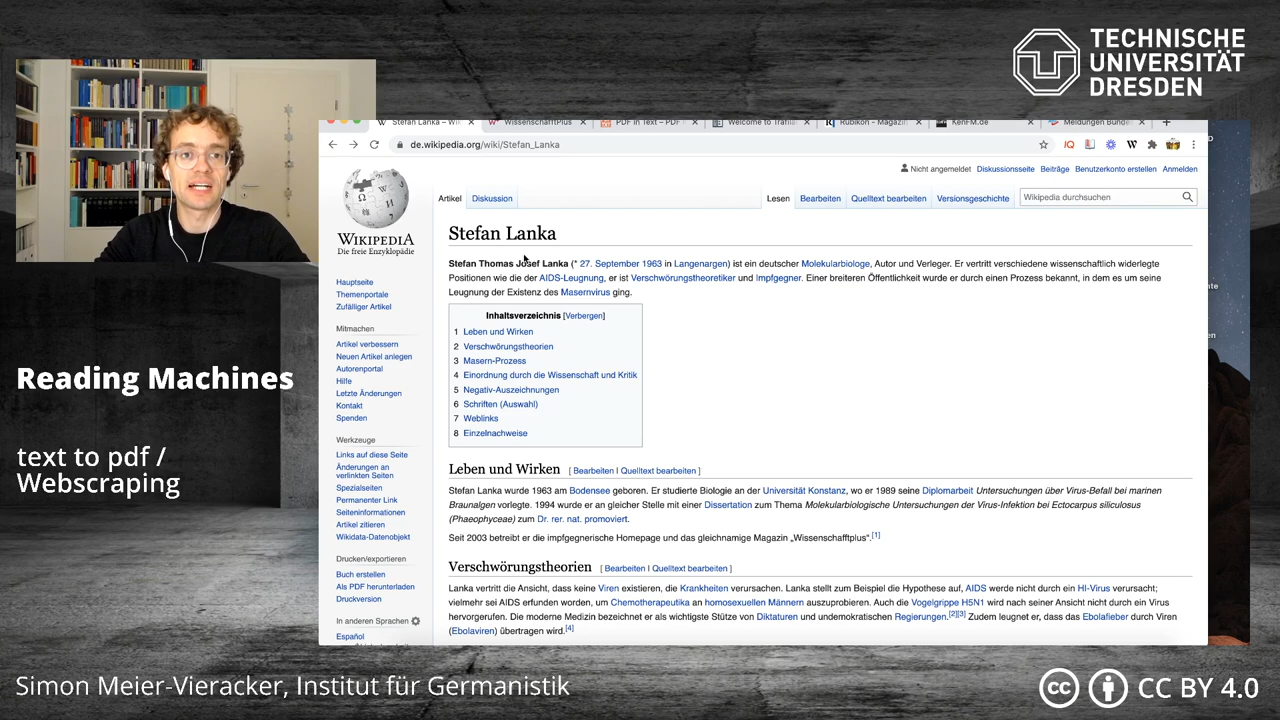 TECHNISCHE
UNIVERSITÄT
DRESDEN
Stefan Lanka – Wik
WissenschafftPlus
PDF in Text – PDF i
Welcome to Trafila
Rubikon - Magazin
KenFM.de
Meldungen Bunde
de.wikipedia.org/wiki/Stefan_Lanka
Nicht angemeldet Diskussionsseite Beiträge Benutzerkonto erstellen Anmelden
Artikel Diskussion Lesen Bearbeiten Quelltext bearbeiten Versionsgeschichte Wikipedia durchsuchen
WIKIPEDIA
Die freie Enzyklopädie
Hauptseite
Themenportale
Zufälliger Artikel
Mitmachen
Artikel verbessern
Neuen Artikel anlegen
Autorenportal
Hilfe
Letzte Änderungen
Kontakt
Spenden
Werkzeuge
Links auf diese Seite
Änderungen an
verlinkten Seiten
Spezialseiten
Permanenter Link
Seiteninformationen
Artikel zitieren
Wikidata-Datenobjekt
Drucken/exportieren
Buch erstellen
Als PDF herunterladen
Druckversion
In anderen Sprachen
Español
Stefan Lanka
Stefan Thomas Josef Lanka (* 27. September 1963 in Langenargen) ist ein deutscher Molekularbiologe, Autor und Verleger. Er vertritt verschiedene wissenschaftlich widerlegte
Positionen wie die der AIDS-Leugnung, er ist Verschwörungstheoretiker und Impfgegner. Einer breiteren Öffentlichkeit wurde er durch einen Prozess bekannt, in dem es um seine
Leugnung der Existenz des Masernvirus ging.
Inhaltsverzeichnis [Verbergen]
1 Leben und Wirken
2 Verschwörungstheorien
3 Masern-Prozess
4 Einordnung durch die Wissenschaft und Kritik
5 Negativ-Auszeichnungen
6 Schriften (Auswahl)
7 Weblinks
8 Einzelnachweise
Leben und Wirken [ Bearbeiten | Quelltext bearbeiten ]
Stefan Lanka wurde 1963 am Bodensee geboren. Er studierte Biologie an der Universität Konstanz, wo er 1989 seine Diplomarbeit Untersuchungen über Virus-Befall bei marinen
Braunalgen vorlegte. 1994 wurde er an gleicher Stelle mit einer Dissertation zum Thema Molekularbiologische Untersuchungen der Virus-Infektion bei Ectocarpus siliculosus
(Phaeophyceae) zum Dr. rer. nat. promoviert.
Seit 2003 betreibt er die impfgegnerische Homepage und das gleichnamige Magazin „Wissenschafftplus".[1]
Verschwörungstheorien [ Bearbeiten | Quelltext bearbeiten ]
Lanka vertritt die Ansicht, dass keine Viren existieren, die Krankheiten verursachen. Lanka stellt zum Beispiel die Hypothese auf, AIDS werde nicht durch ein HI-Virus verursacht;
vielmehr sei AIDS erfunden worden, um Chemotherapeutika an homosexuellen Männern auszuprobieren. Auch die Vogelgrippe H5N1 wird nach seiner Ansicht nicht durch ein Virus
hervorgerufen. Die moderne Medizin bezeichnet er als wichtigste Stütze von Diktaturen und undemokratischen Regierungen.[2][3] Zudem leugnet er, dass das Ebolafieber durch Viren
(Ebolaviren) übertragen wird.[4]
Reading Machines
text to pdf /
Webscraping
Simon Meier-Vieracker, Institut für Germanistik
CC BY 4.0